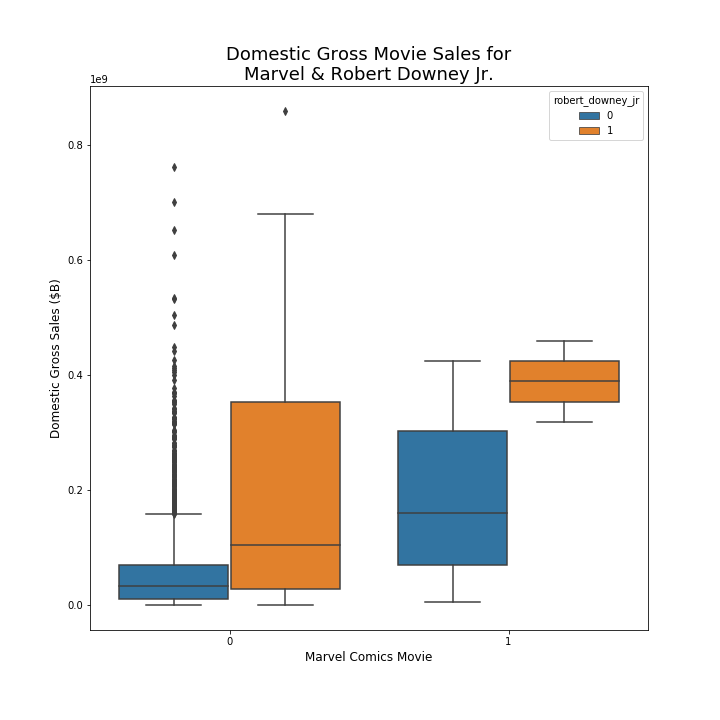 Domestic Gross Movie Sales for
Marvel & Robert Downey Jr.
1e9
robert_downey_jr
0
1
0.8
0.6
0.4
0.2
0.0
Domestic Gross Sales ($B)
0
1
Marvel Comics Movie